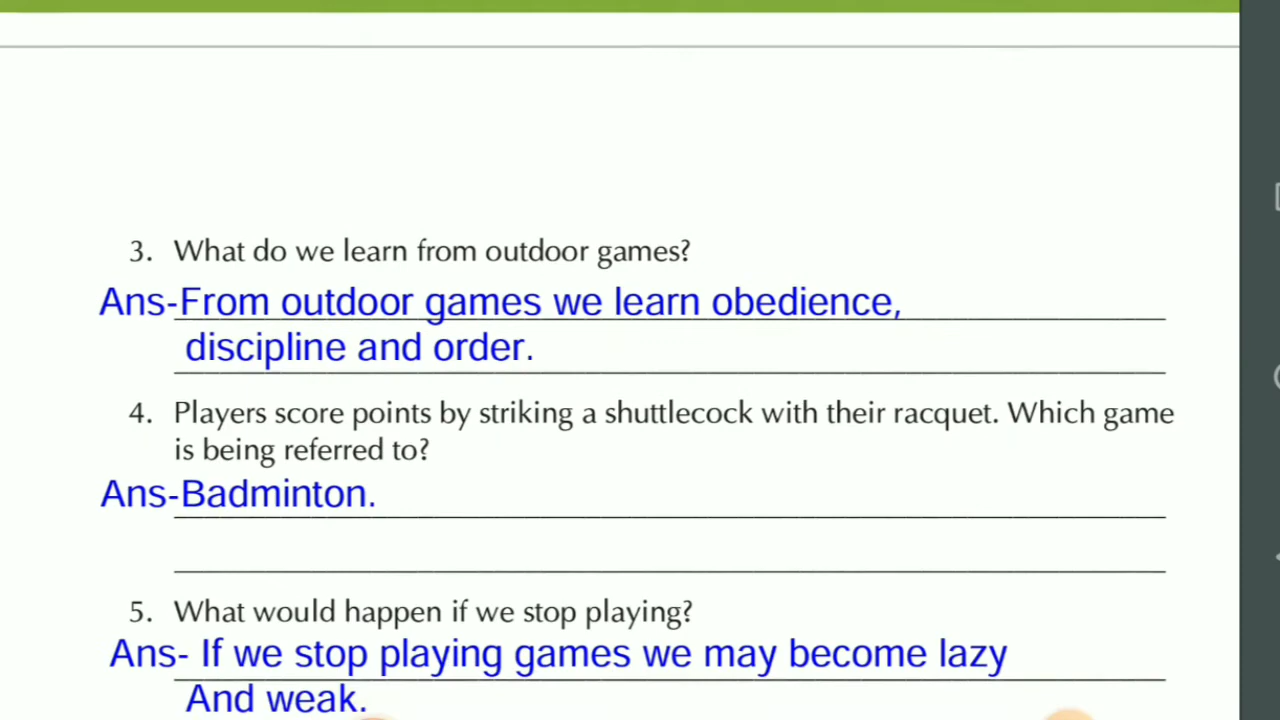 3. What do we learn from outdoor games?
Ans-From outdoor games we learn obedience,
discipline and order.
4. Players score points by striking a shuttlecock with their racquet. Which game
is being referred to?
Ans-Badminton.
5. What would happen if we stop playing?
Ans- If we stop playing games we may become lazy
And weak.